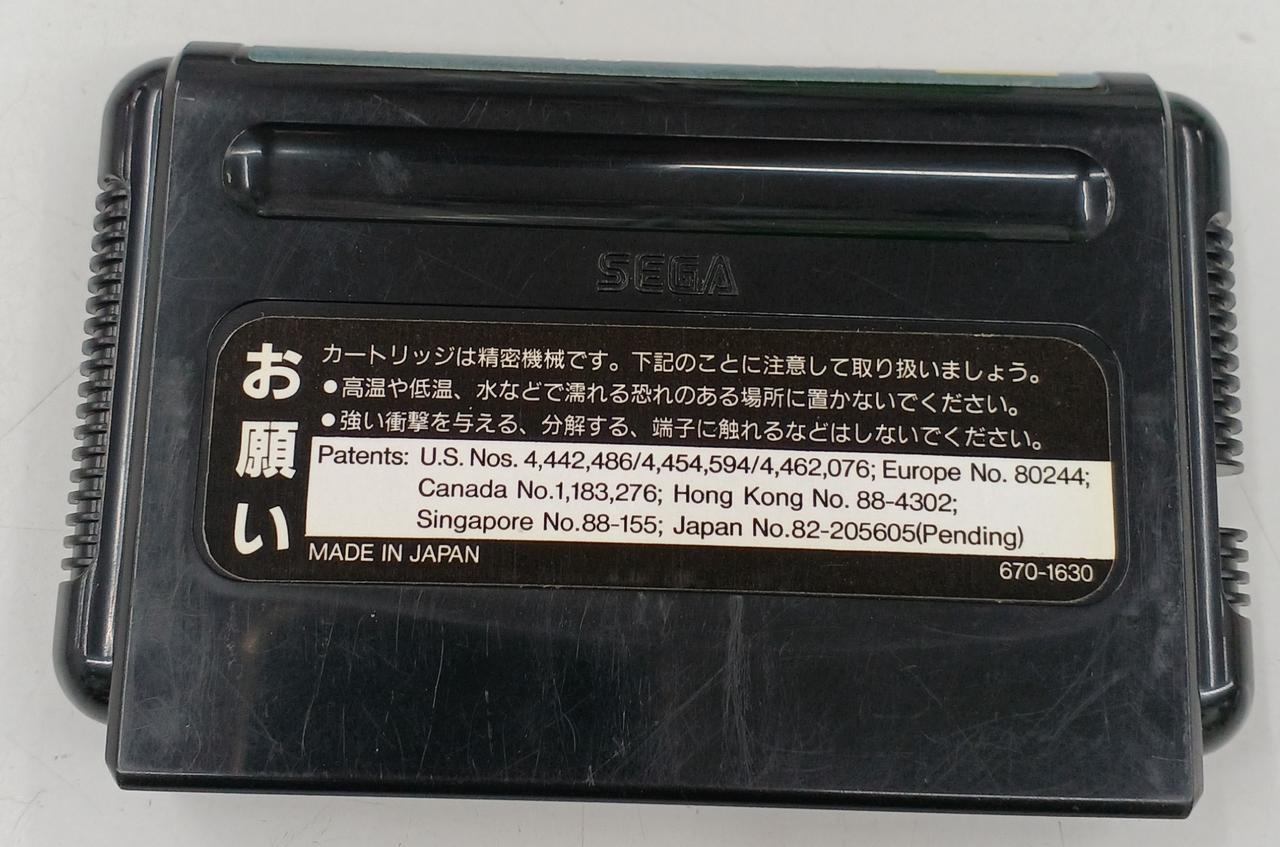 SEGA
お願い
カートリッジは精密機械です。下記のことに注意して取り扱いましょう。
●高温や低温、水などで濡れる恐れのある場所に置かないでください。
●強い衝撃を与える、分解する、端子に触れるなどはしないでください。
Patents: U.S. Nos. 4,442,486/4,454,594/4,462,076; Europe No. 80244;
Canada No.1,183,276; Hong Kong No. 88-4302;
Singapore No.88-155; Japan No.82-205605(Pending)
MADE IN JAPAN
670-1630